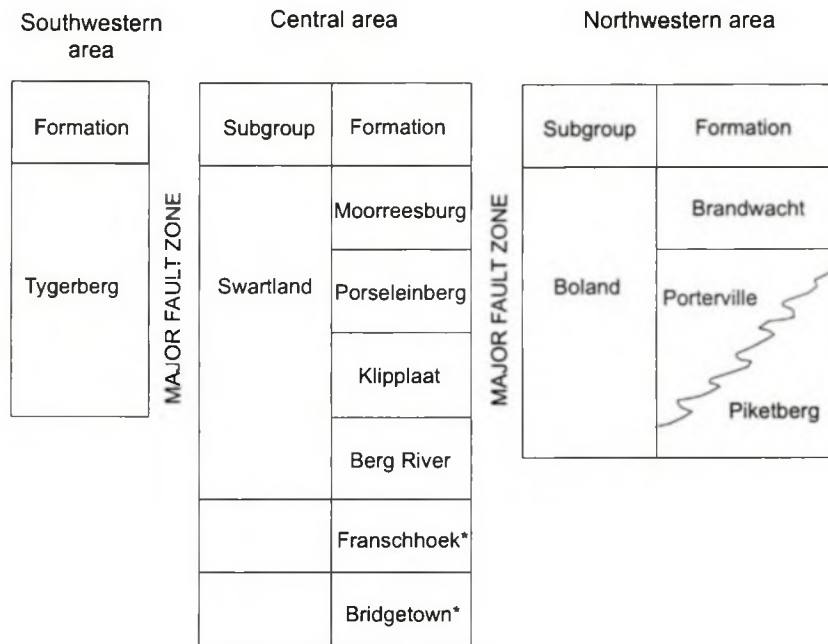 Southwestern
area
Formation
Tygerberg
MAJOR FAULT ZONE
Central area
Subgroup
Formation
Swartland
Moorreesburg
Porseleinberg
Klipplaat
Berg River
Franschhoek*
Bridgetown*
MAJOR FAULT ZONE
Northwestern area
Subgroup
Formation
Boland
Brandwacht
Porterville
Piketberg